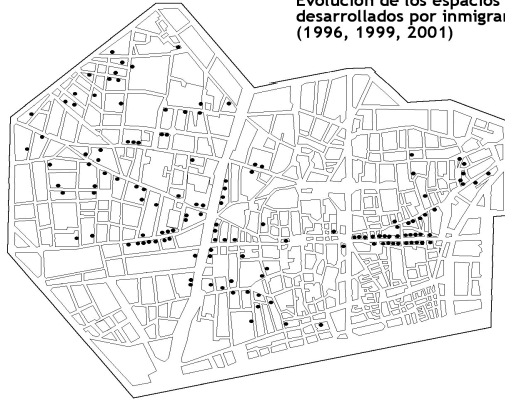 Evolución de los espacios
desarrollados por inmigran
(1996, 1999, 2001)